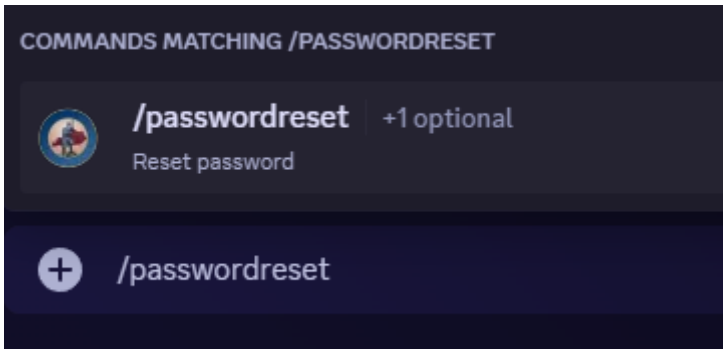 COMMANDS MATCHING /PASSWORDRESET
/passwordreset +1 optional
Reset password
/passwordreset